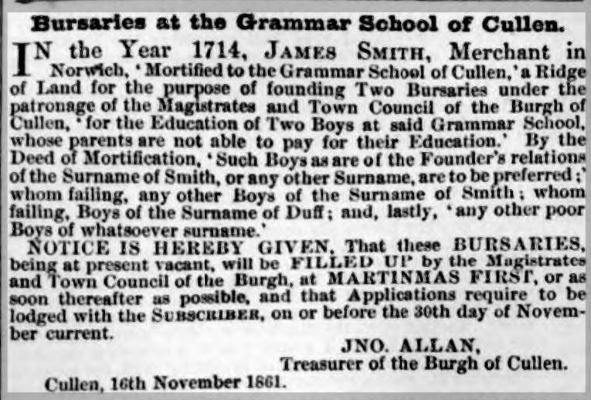 Bursaries at the Grammar School of Cullen.
IN the Year 1714, JAMES SMITH, Merchant in
Norwich, 'Mortified to the Grammar School of Cullen,' a Ridge
of Land for the purpose of founding Two Bursaries under the
patronage of the Magistrates and Town Council of the Burgh of
Cullen, 'for the Education of Two Boys at said Grammar School,
whose parents are not able to pay for their Education.' By the
Deed of Mortification, 'Such Boys as are of the Founder's relations
of the Surname of Smith, or any other Surname, are to be preferred;'
whom failing, any other Boys of the Surname of Smith; whom
failing, Boys of the Surname of Duff; and, lastly, 'any other poor
Boys of whatsoever surname.'
NOTICE IS HEREBY GIVEN, That these BURSARIES,
being at present vacant, will be FILLED UP by the Magistrates
and Town Council of the Burgh, at MARTINMAS FIRST, or as
soon thereafter as possible, and that Applications require to be
lodged with the SUBSCRIBER, on or before the 30th day of Novem-
ber current.
JNO. ALLAN,
Treasurer of the Burgh of Cullen.
Cullen, 16th November 1861.